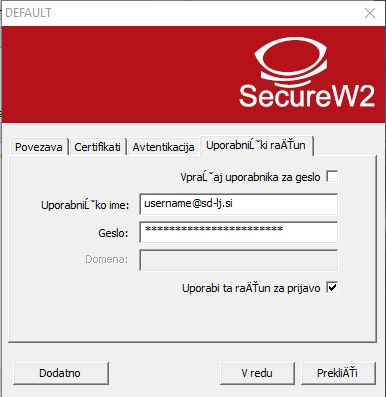 DEFAULT
SecureW2
Povezava Certifikati Avtentikacija UporabniĹˇki raÄŤun
VpraĹˇaj uporabnika za geslo
UporabniĹˇko ime: username@sd-lj.si
Geslo: ***********************
Domena:
Uporabi ta raÄŤun za prijavo
Dodatno V redu PrekliÄŤi